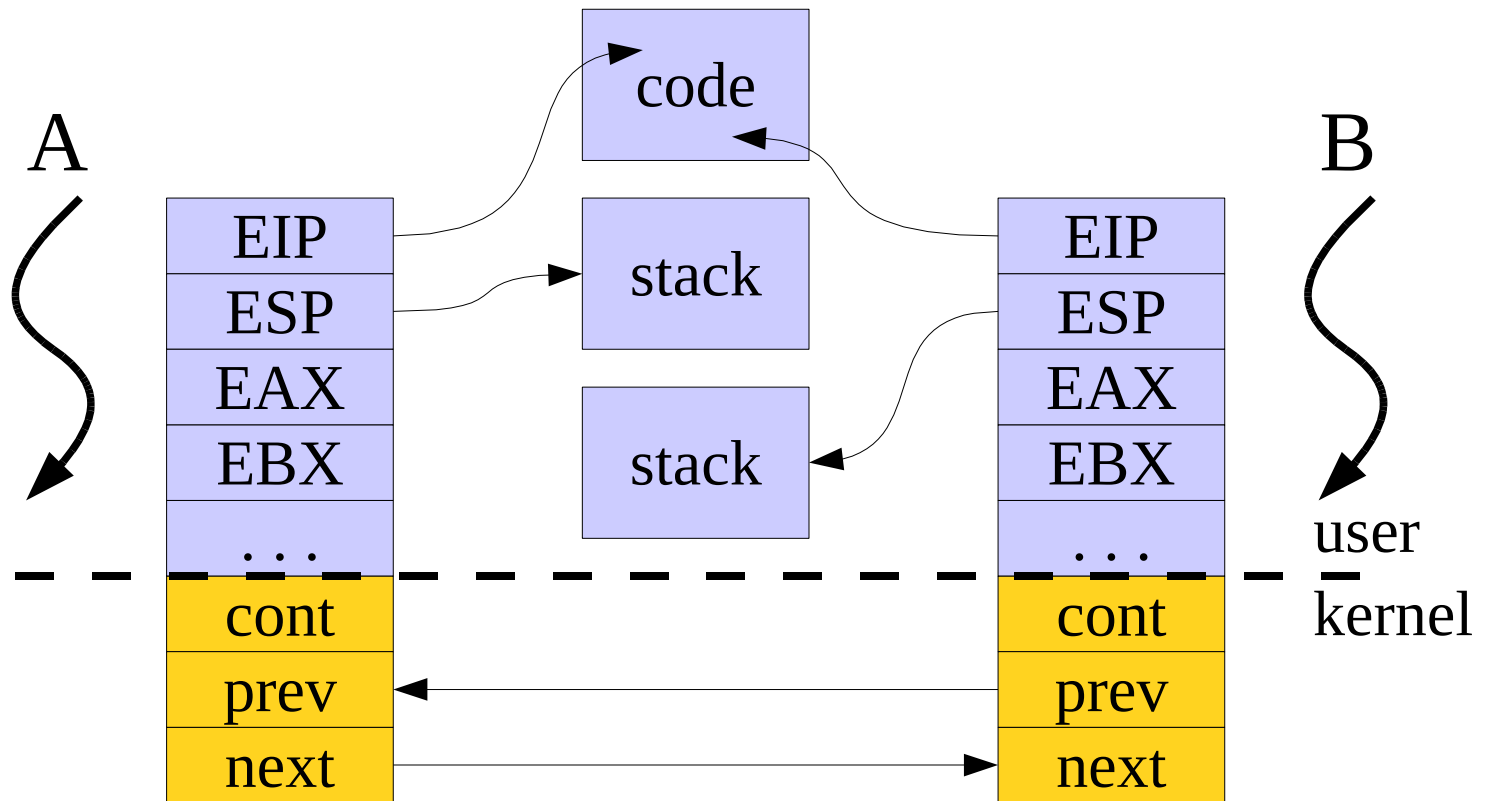 code
A
B
EIP
EIP
stack
ESP
ESP
EAX
EAX
EBX
stack
EBX
user
. . .
. . .
cont
cont
kernel
prev
prev
next
next